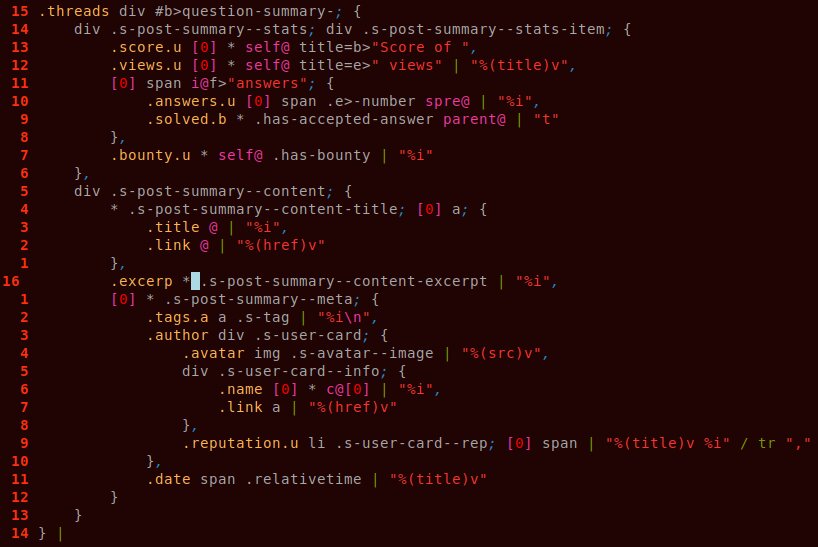 15 .threads div #b>question-summary-; {
14     div .s-post-summary--stats; div .s-post-summary--stats-item; {
13         .score.u [0] * self@ title=b>"Score of ",
12         .views.u [0] * self@ title=e>" views" | "%(title)v",
11         [0] span i@f>"answers"; {
10             .answers.u [0] span .e>-number spre@ | "%i",
9             .solved.b * .has-accepted-answer parent@ | "t"
8         },
7         .bounty.u * self@ .has-bounty | "%i"
6     },
5     div .s-post-summary--content; {
4         * .s-post-summary--content-title; [0] a; {
3             .title @ | "%i",
2             .link @ | "%(href)v"
1         },
16         .excerp * .s-post-summary--content-excerpt | "%i",
1         [0] * .s-post-summary--meta; {
2             .tags.a a .s-tag | "%i\n",
3             .author div .s-user-card; {
4                 .avatar img .s-avatar--image | "%(src)v",
5                 div .s-user-card--info; {
6                     .name [0] * c@[0] | "%i",
7                     .link a | "%(href)v"
8                 },
9                 .reputation.u li .s-user-card--rep; [0] span | "%(title)v %i" / tr ","
10             },
11             .date span .relativetime | "%(title)v"
12         }
13     }
14 } |